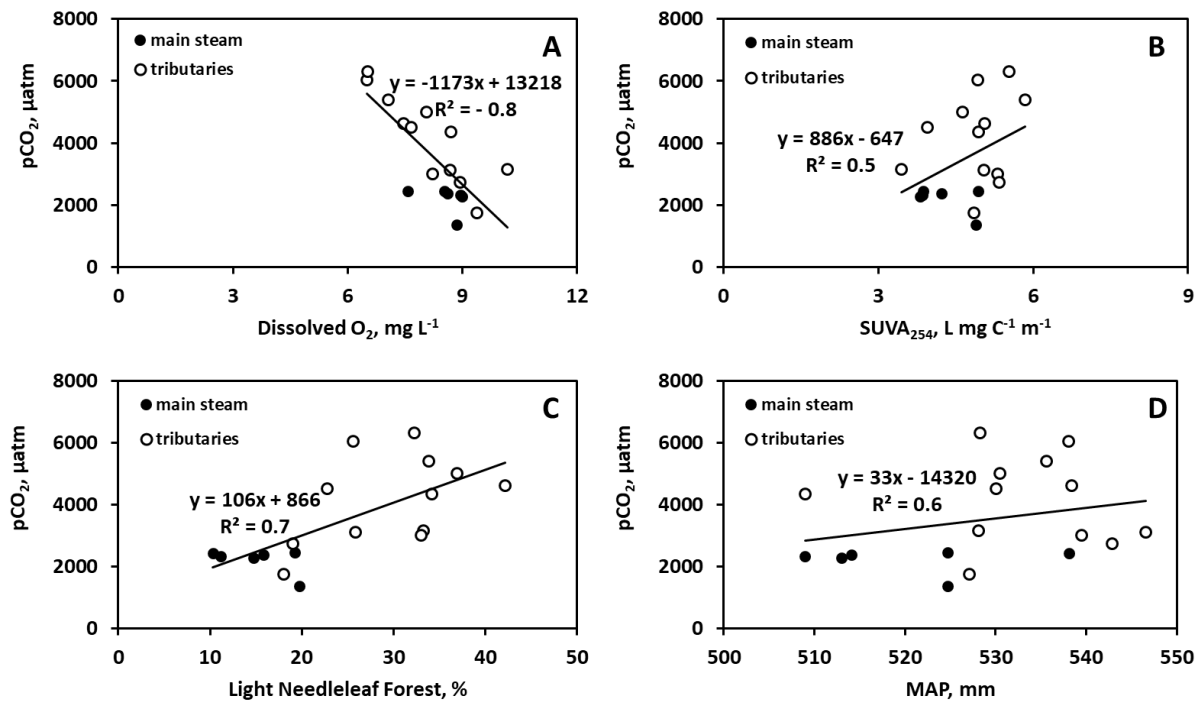 8000
6000
4000
2000
0
pCO₂, µatm
main steam
tributaries
A
y = -1173x + 13218
R² = - 0.8
0 3 6 9 12
Dissolved O₂, mg L⁻¹
8000
6000
4000
2000
0
pCO₂, µatm
main steam
tributaries
B
y = 886x - 647
R² = 0.5
0 3 6 9
SUVA₂₅₄, L mg C⁻¹ m⁻¹
8000
6000
4000
2000
0
pCO₂, µatm
main steam
tributaries
C
y = 106x + 866
R² = 0.7
0 10 20 30 40 50
Light Needleleaf Forest, %
8000
6000
4000
2000
0
pCO₂, µatm
main steam
tributaries
D
y = 33x - 14320
R² = 0.6
500 510 520 530 540 550
MAP, mm